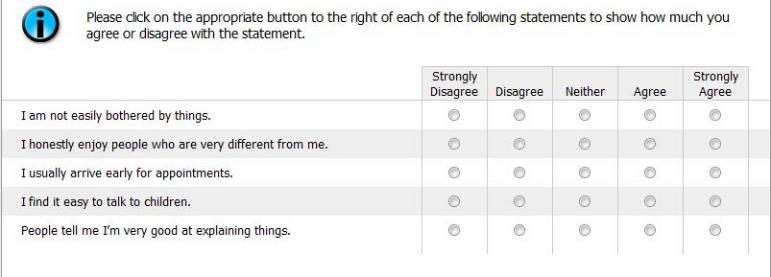 Please click on the appropriate button to the right of each of the following statements to show how much you
agree or disagree with the statement.
Strongly Disagree Disagree Neither Agree Strongly Agree
I am not easily bothered by things.
I honestly enjoy people who are very different from me.
I usually arrive early for appointments.
I find it easy to talk to children.
People tell me I'm very good at explaining things.